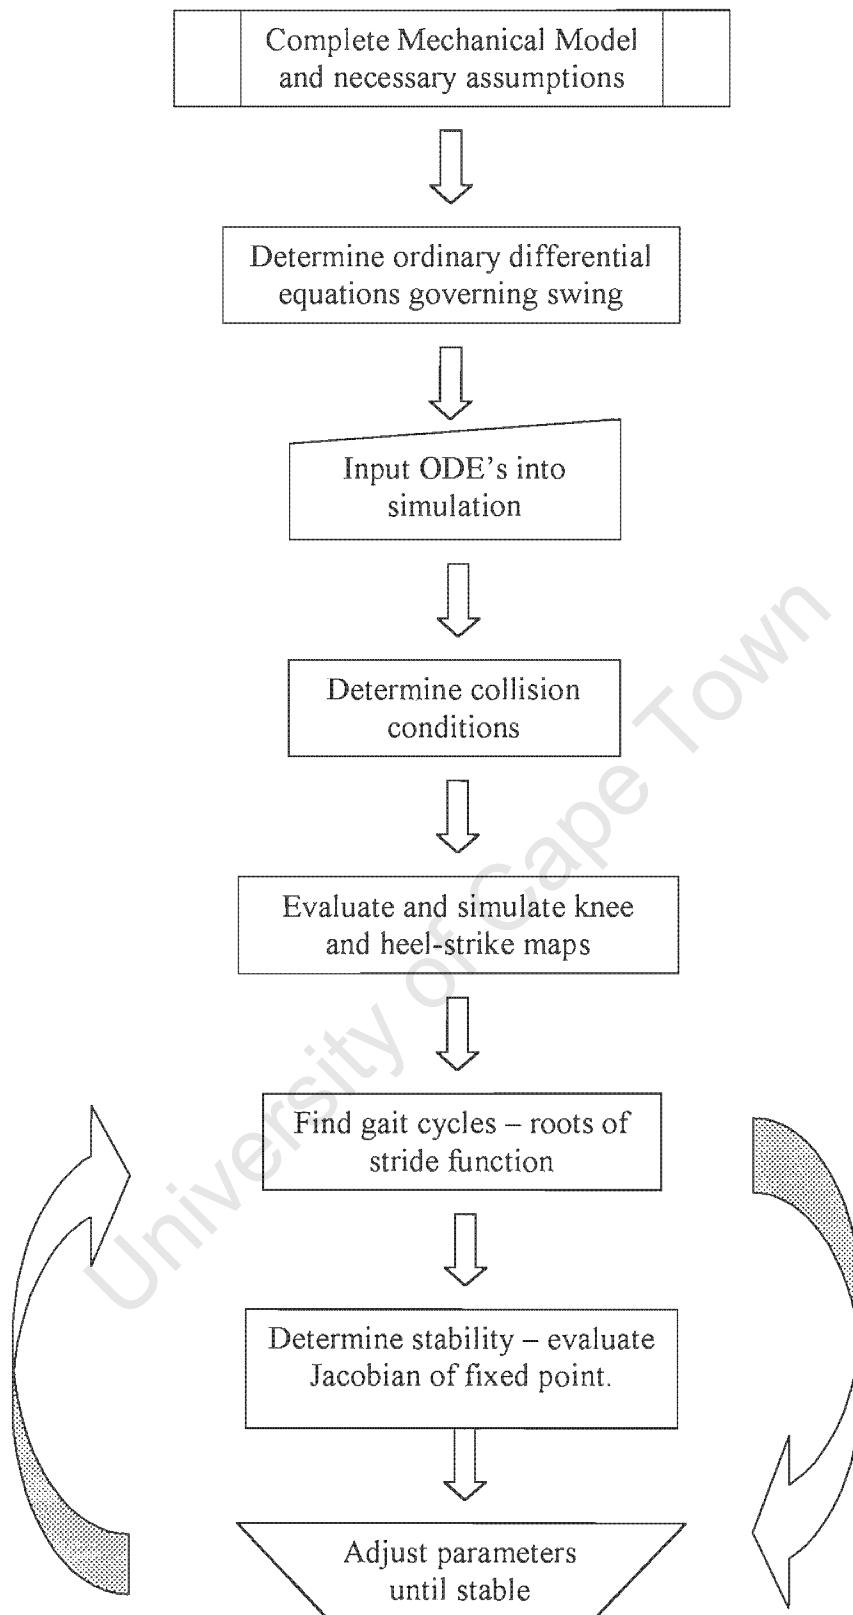 Complete Mechanical Model
and necessary assumptions
Determine ordinary differential
equations governing swing
Input ODE's into
simulation
Determine collision
conditions
Evaluate and simulate knee
and heel-strike maps
Find gait cycles – roots of
stride function
Determine stability – evaluate
Jacobian of fixed point.
Adjust parameters
until stable
University of Cape Town